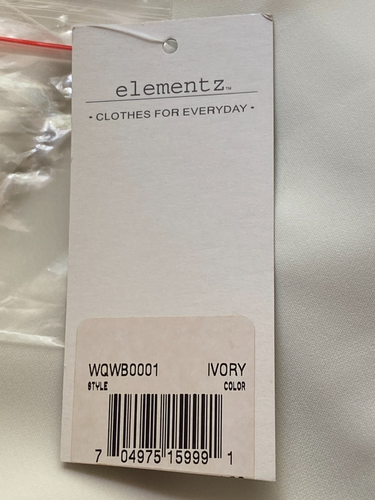 elementz™
- CLOTHES FOR EVERYDAY -
WQWB0001 IVORY
STYLE COLOR
7 04975 15999 1